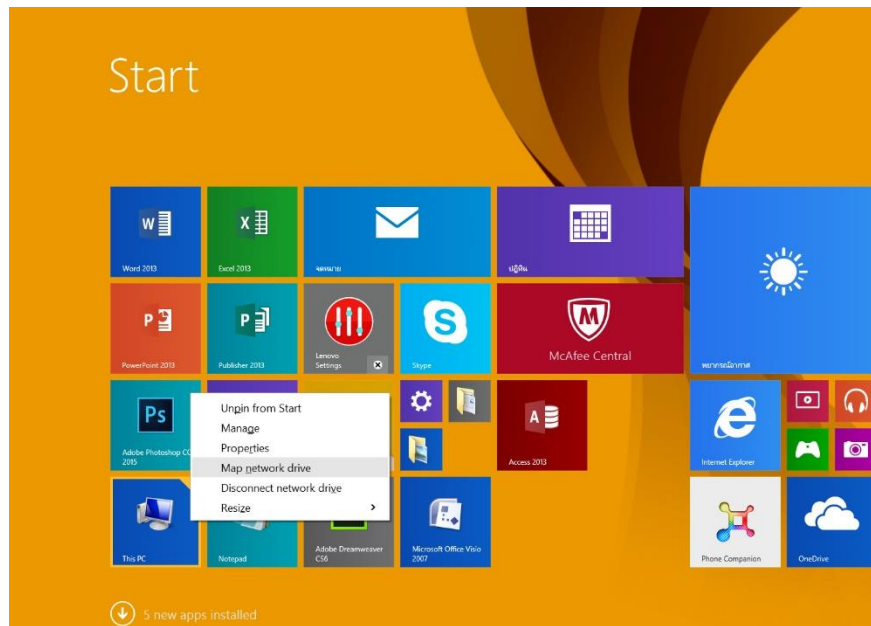 Start
Word 2013
Excel 2013
จดหมาย
ปฏิทิน
PowerPoint 2013
Publisher 2013
Lenovo
Settings
Skype
McAfee Central
พยากรณ์อากาศ
Ps
Adobe Photoshop CC
2015
Unpin from Start
Manage
Properties
Map network drive
Disconnect network drive
Resize
Access 2013
Internet Explorer
This PC
Notepad
Adobe Dreamweaver
CS6
Microsoft Office Visio
2007
Phone Companion
OneDrive
5 new apps installed